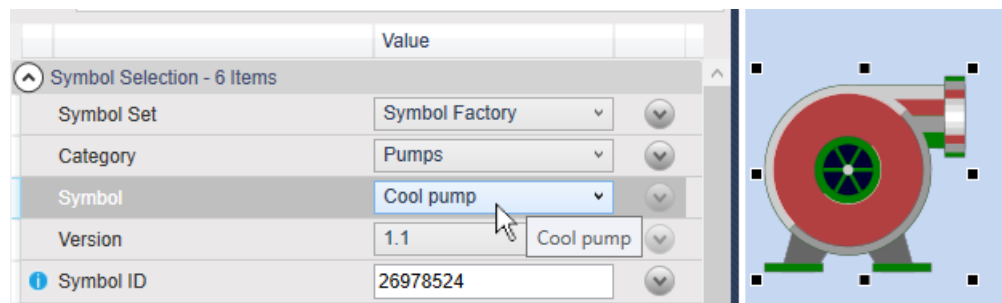 Value
Symbol Selection - 6 Items
Symbol Set Symbol Factory
Category Pumps
Symbol Cool pump
Version 1.1 Cool pump
Symbol ID 26978524